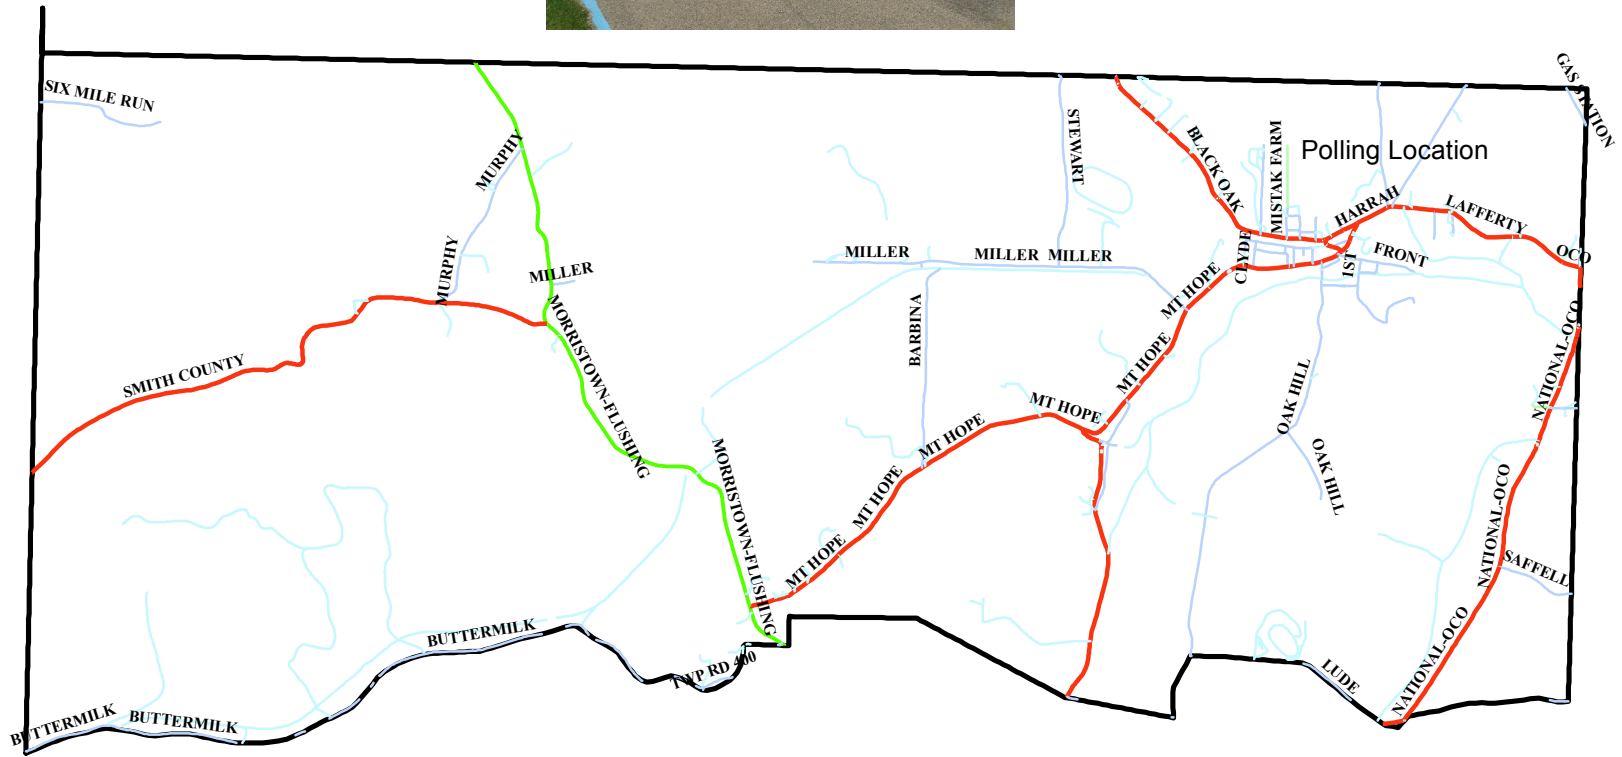 GAS STATION
SIX MILE RUN
STEWART
BLACK OAK
MISTAK FARM
Polling Location
MURPHY
HARRAH
LAFFERTY
MURPHY
MILLER
MILLER
MILLER
MILLER
CLYDE
1ST
FRONT
OCO
MT HOPE
MORRISTOWN-FLUSHING
BARBINA
MT HOPE
NATIONAL-OCO
SMITH COUNTY
OAK HILL
MT HOPE
MT HOPE
OAK HILL
MORRISTOWN-FLUSHING
MT HOPE
NATIONAL-OCO
MT HOPE
SAFFELL
BUTTERMILK
NATIONAL-OCO
TWP RD 400
LUDE
BUTTERMILK
BUTTERMILK